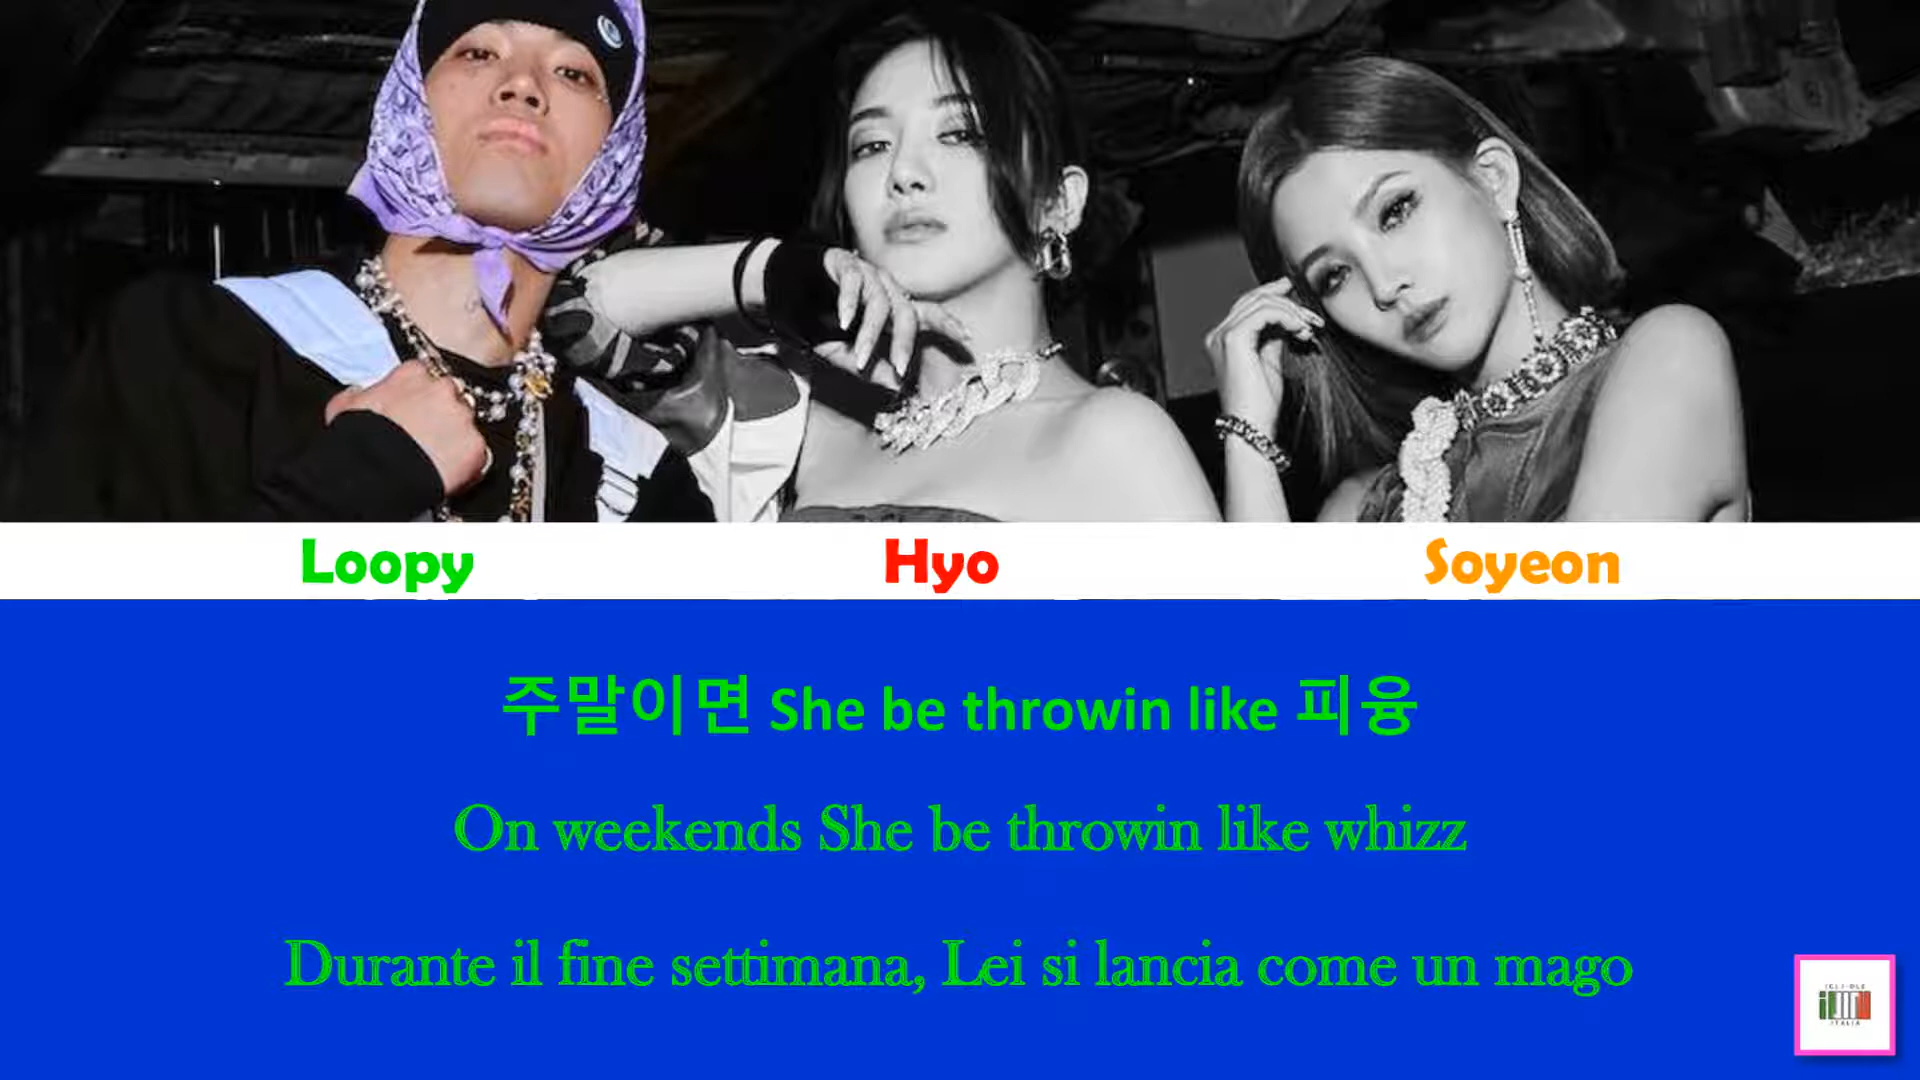 Loopy Hyo Soyeon
주말이면 She be throwin like 피융
On weekends She be throwin like whizz
Durante il fine settimana, Lei si lancia come un mago
ITALIA